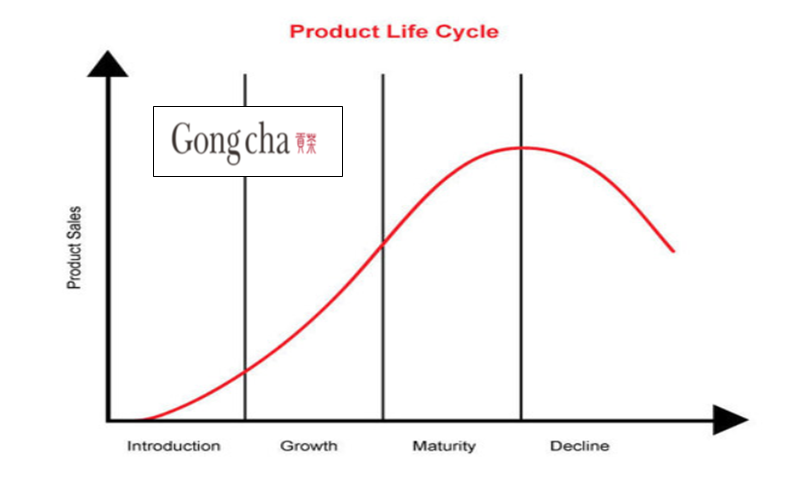 Product Life Cycle
Gong cha 貢茶
Product Sales
Introduction
Growth
Maturity
Decline